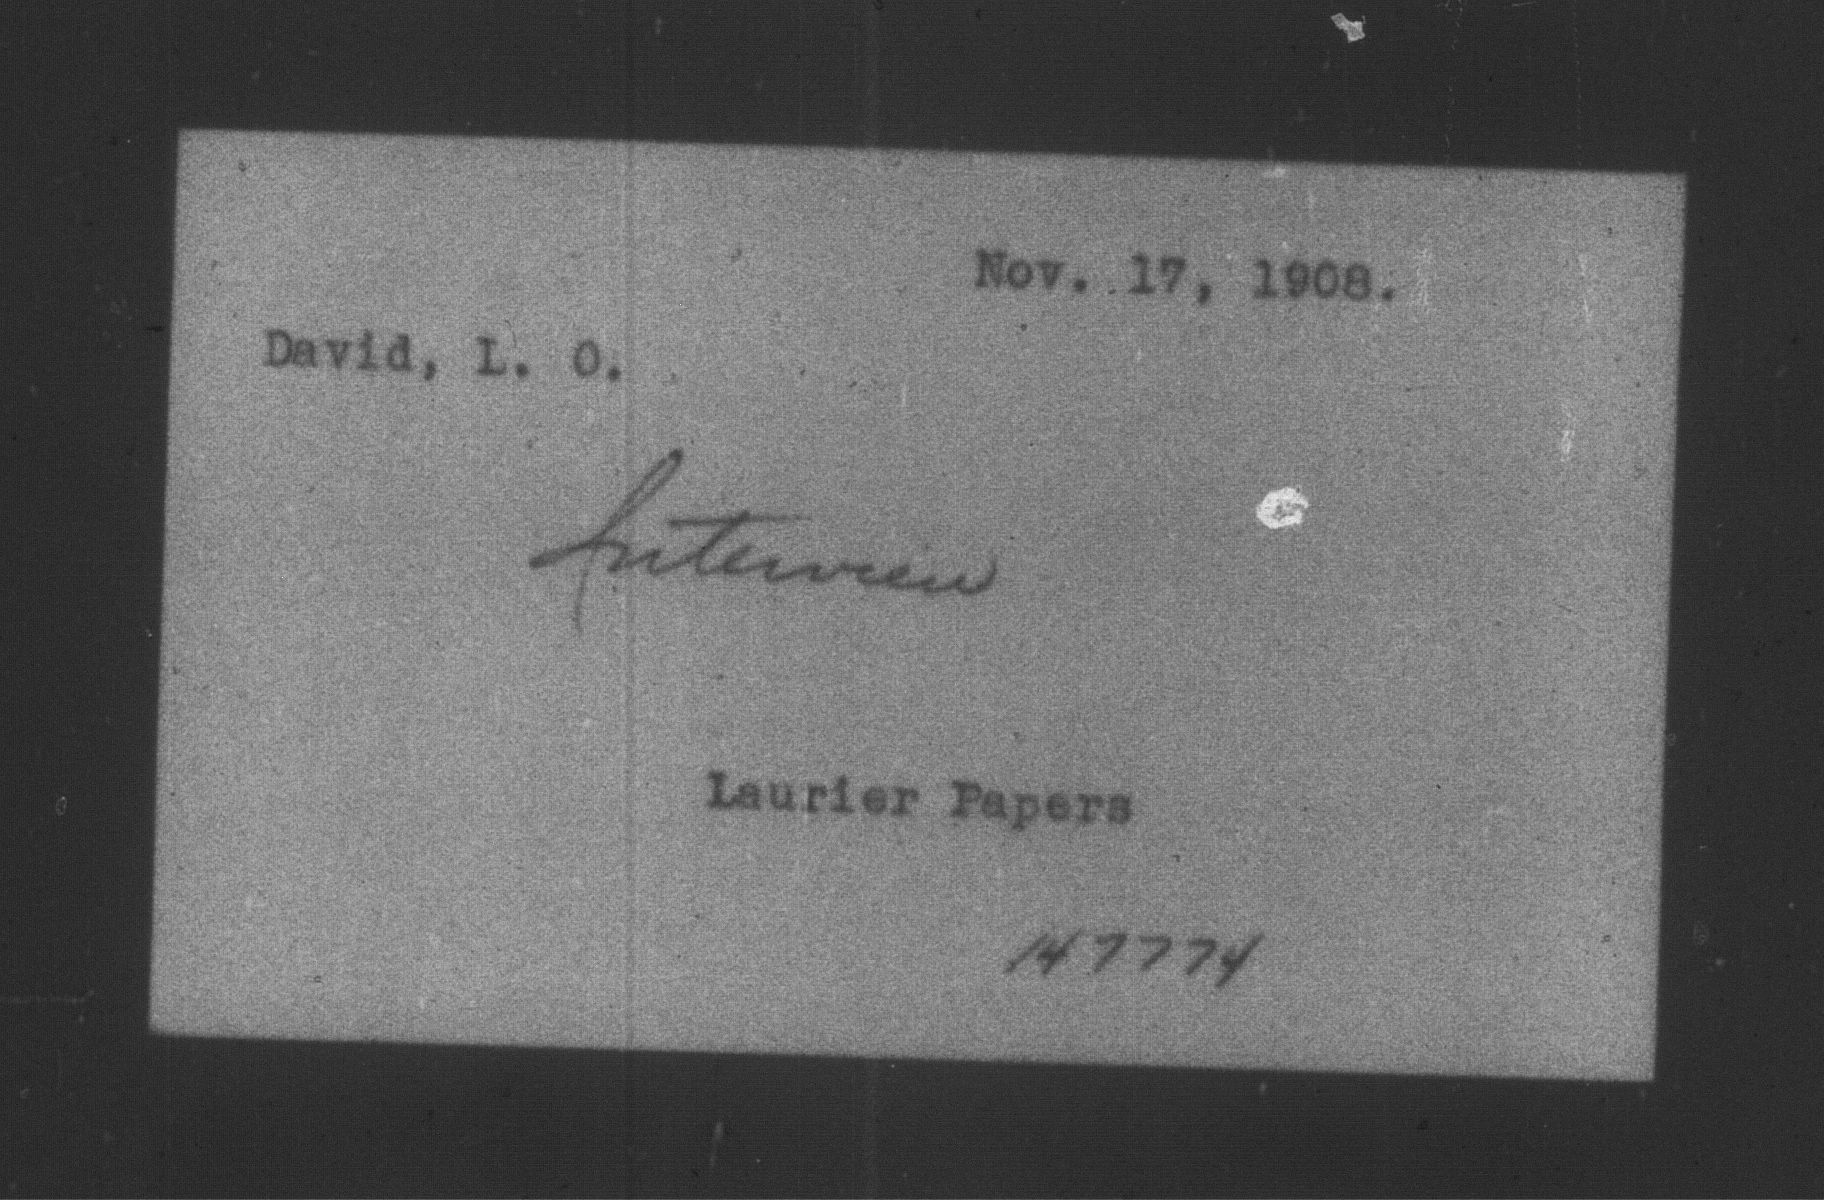 Nov. 17, 1908.
David, L. O.
Interview
Laurier Papers
147774